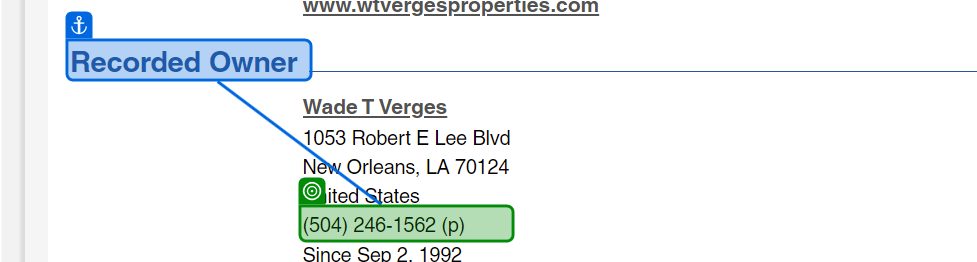 www.wtvergesproperties.com
Recorded Owner
Wade T Verges
1053 Robert E Lee Blvd
New Orleans, LA 70124
ited States
(504) 246-1562 (p)
Since Sep 2, 1992